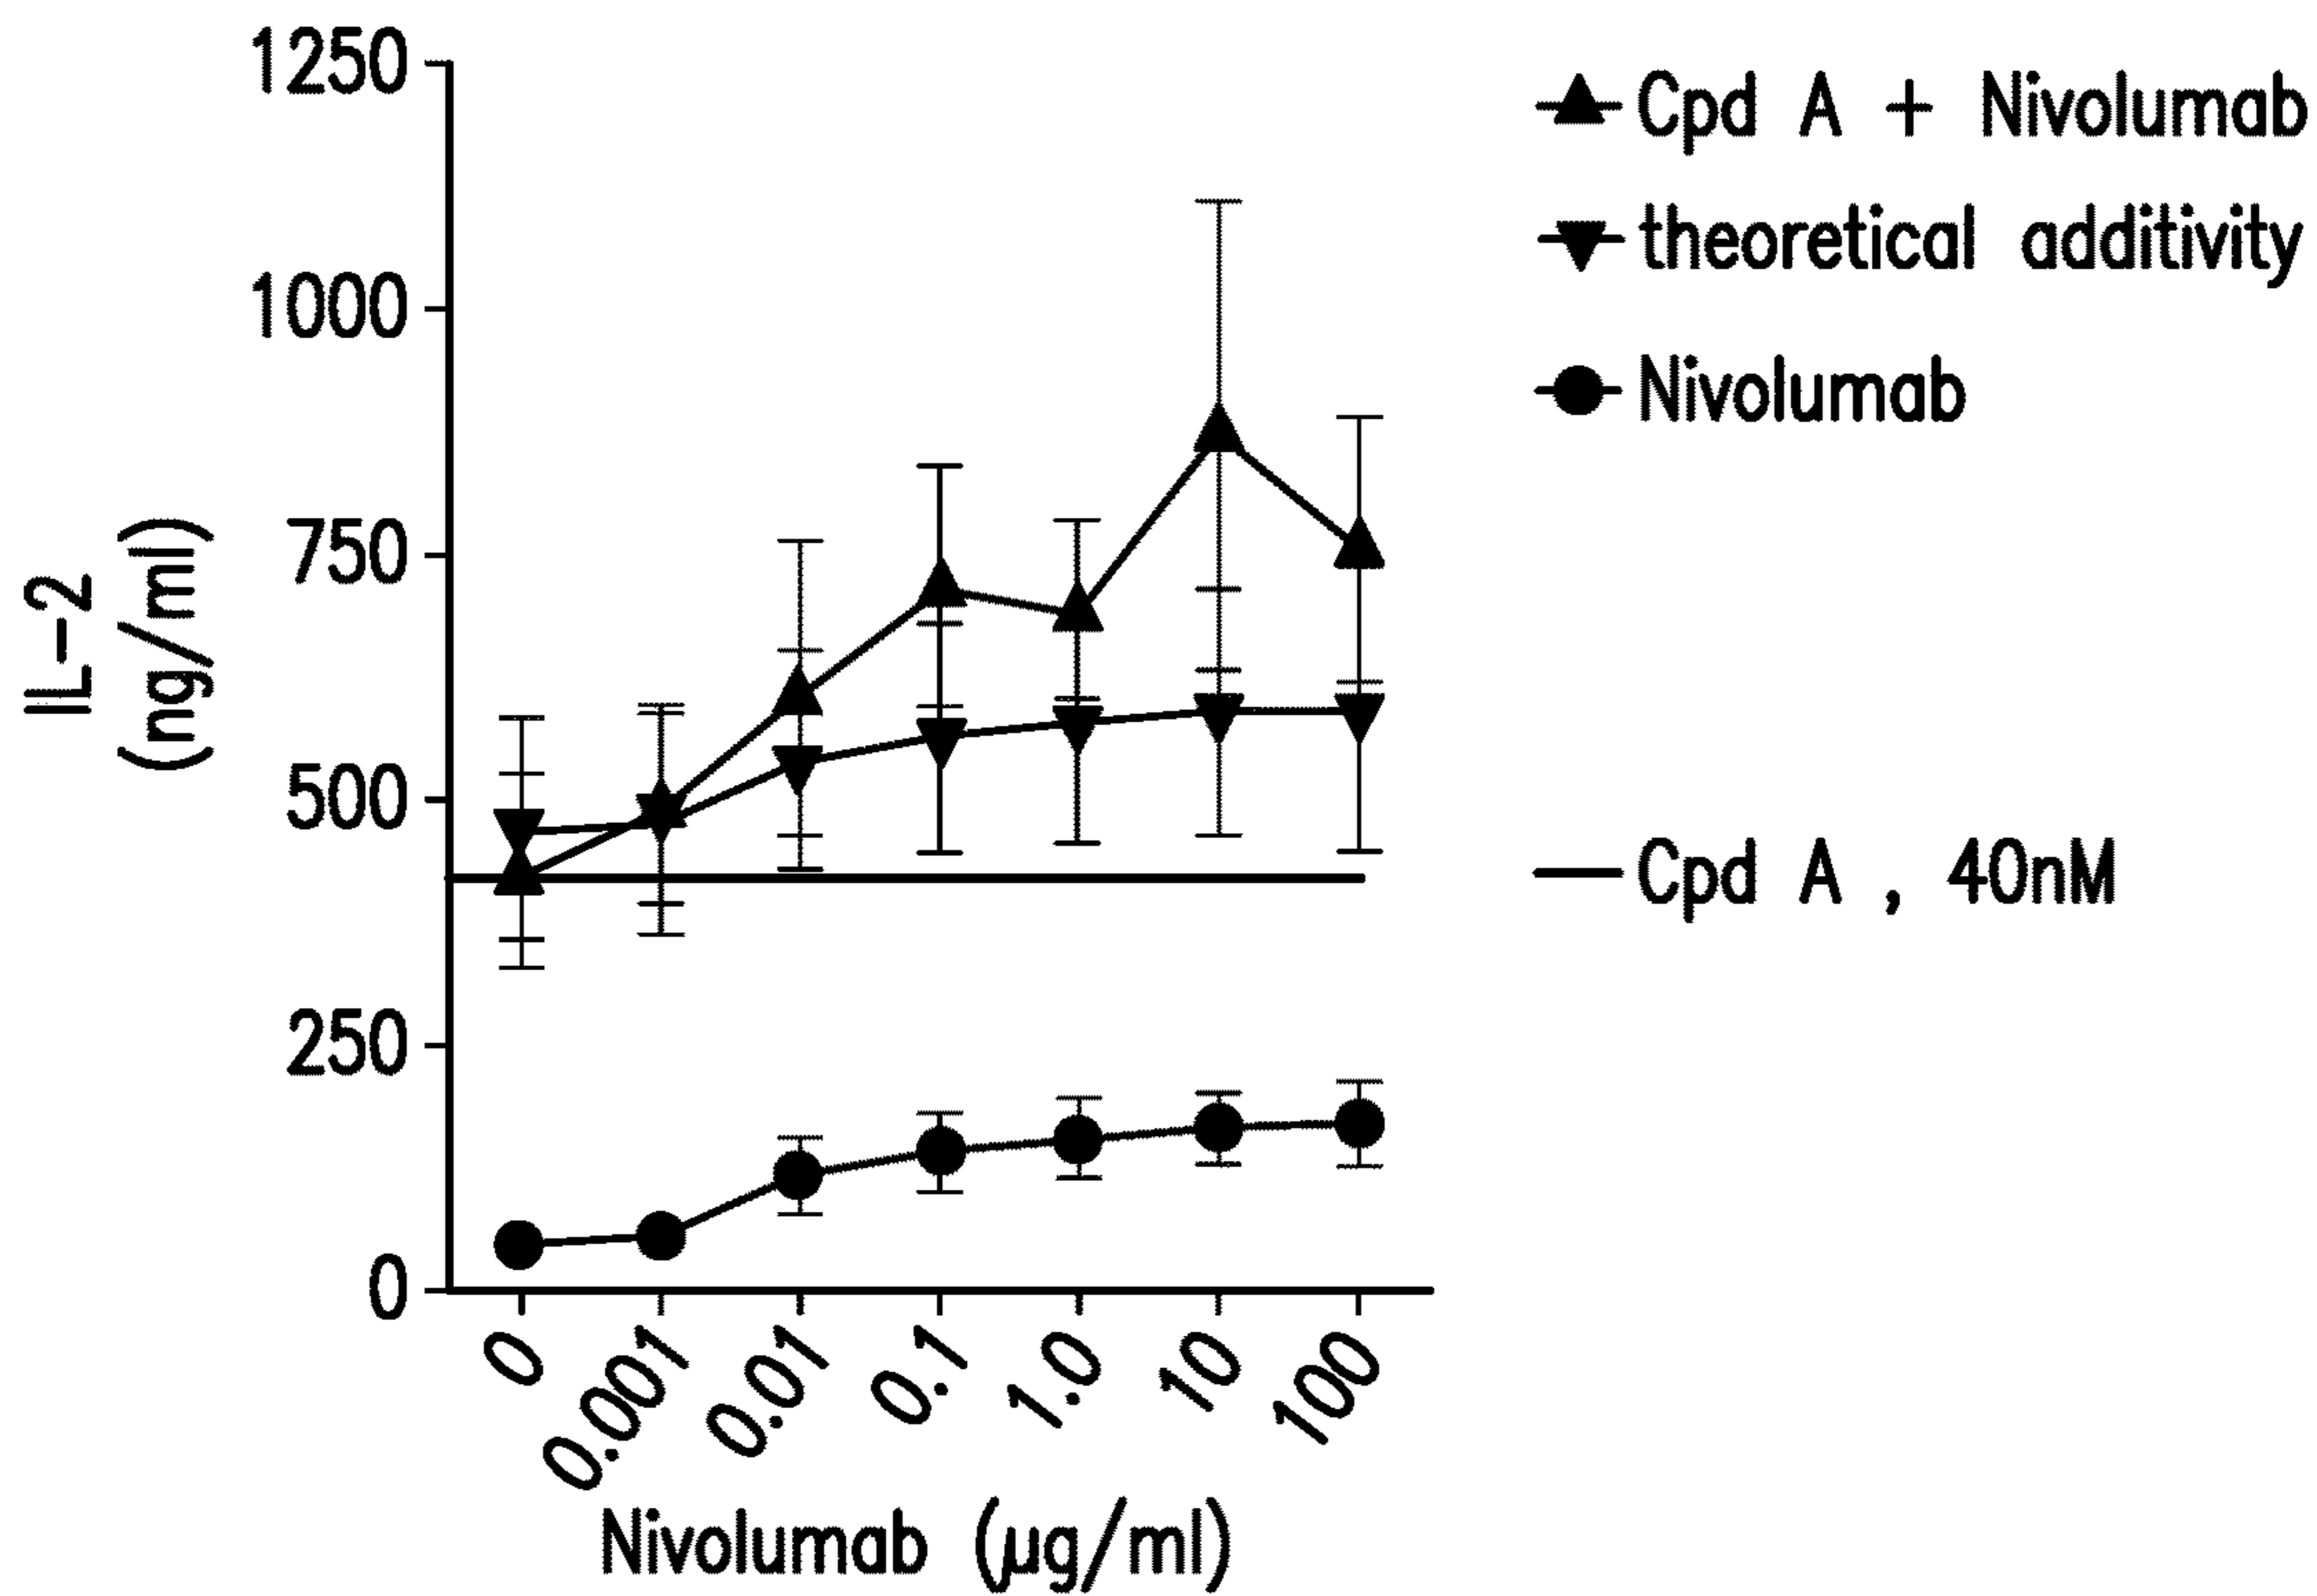 1250
1000
750
500
250
0
IL-2
(ng/ml)
0
0.001
0.01
0.1
1.0
10
100
Nivolumab (µg/ml)
Cpd A + Nivolumab
theoretical additivity
Nivolumab
Cpd A , 40nM